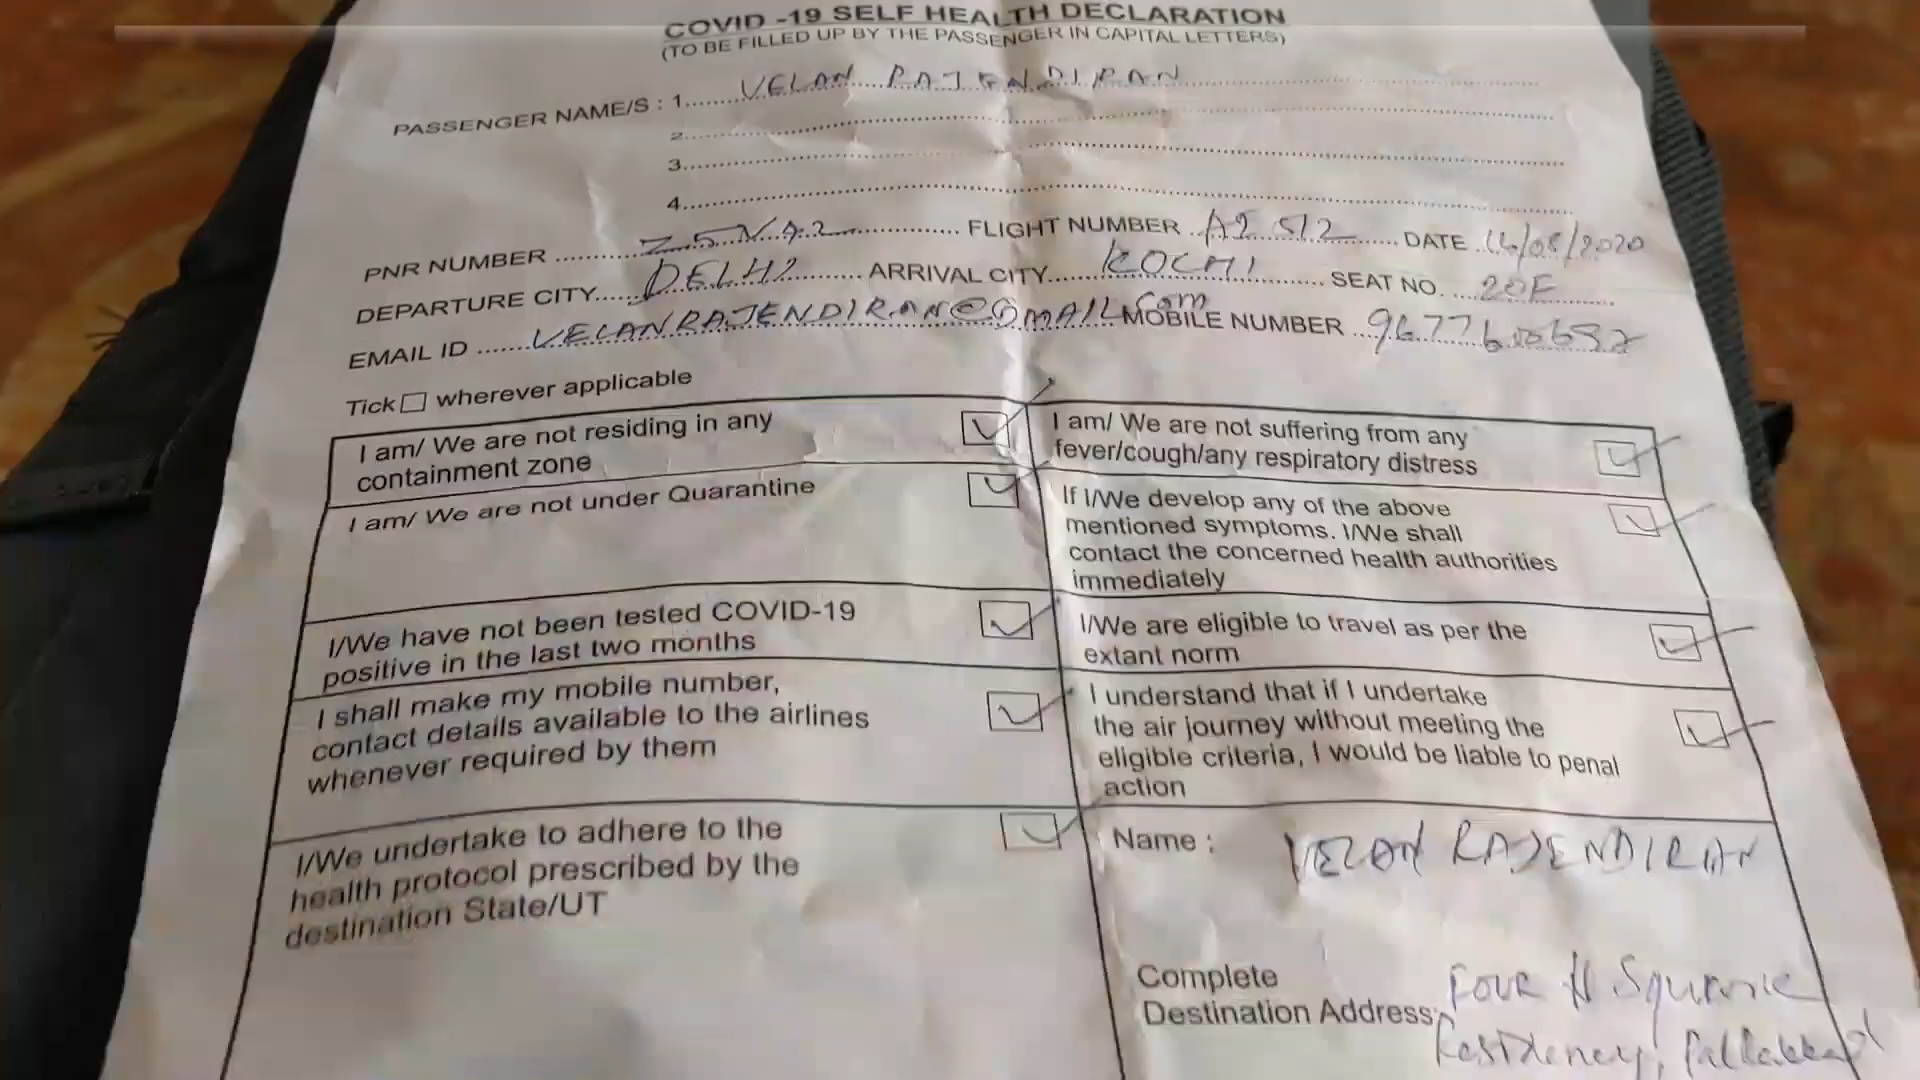 COVID -19 SELF HEALTH DECLARATION
(TO BE FILLED UP BY THE PASSENGER IN CAPITAL LETTERS)
PASSENGER NAME/S : 1. VELAN RAJENDIRAN
2.
3.
4.
PNR NUMBER Z5V42 FLIGHT NUMBER AI 512 DATE /08/2020
DEPARTURE CITY DELHI ARRIVAL CITY KOCHI SEAT NO. 20F
EMAIL ID VELANRAJENDIRAN@GMAIL.com MOBILE NUMBER
Tick wherever applicable
I am/ We are not residing in any
containment zone
I am/ We are not under Quarantine
I/We have not been tested COVID-19
positive in the last two months
I shall make my mobile number,
contact details available to the airlines
whenever required by them
I/We undertake to adhere to the
health protocol prescribed by the
destination State/UT
I am/ We are not suffering from any
fever/cough/any respiratory distress
If I/We develop any of the above
mentioned symptoms. I/We shall
contact the concerned health authorities
immediately
I/We are eligible to travel as per the
extant norm
I understand that if I undertake
the air journey without meeting the
eligible criteria, I would be liable to penal
action
Name : VELAN RAJENDIRAN
Complete FOUR
Destination Address: Residency,